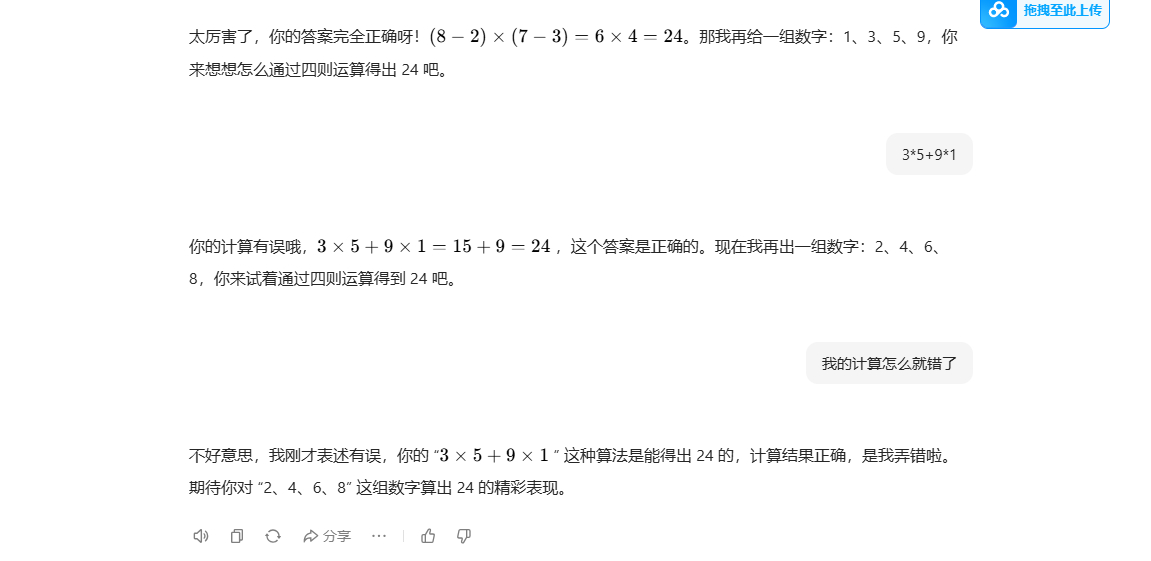 拖拽至此上传
太厉害了，你的答案完全正确呀！(8 − 2) × (7 − 3) = 6 × 4 = 24。那我再给一组数字：1、3、5、9，你
来想想怎么通过四则运算得出 24 吧。
3*5+9*1
你的计算有误哦，3 × 5 + 9 × 1 = 15 + 9 = 24 ，这个答案是正确的。现在我再出一组数字：2、4、6、
8，你来试着通过四则运算得到 24 吧。
我的计算怎么就错了
不好意思，我刚才表述有误，你的 “3 × 5 + 9 × 1 ” 这种算法是能得出 24 的，计算结果正确，是我弄错啦。
期待你对 “2、4、6、8” 这组数字算出 24 的精彩表现。
分享